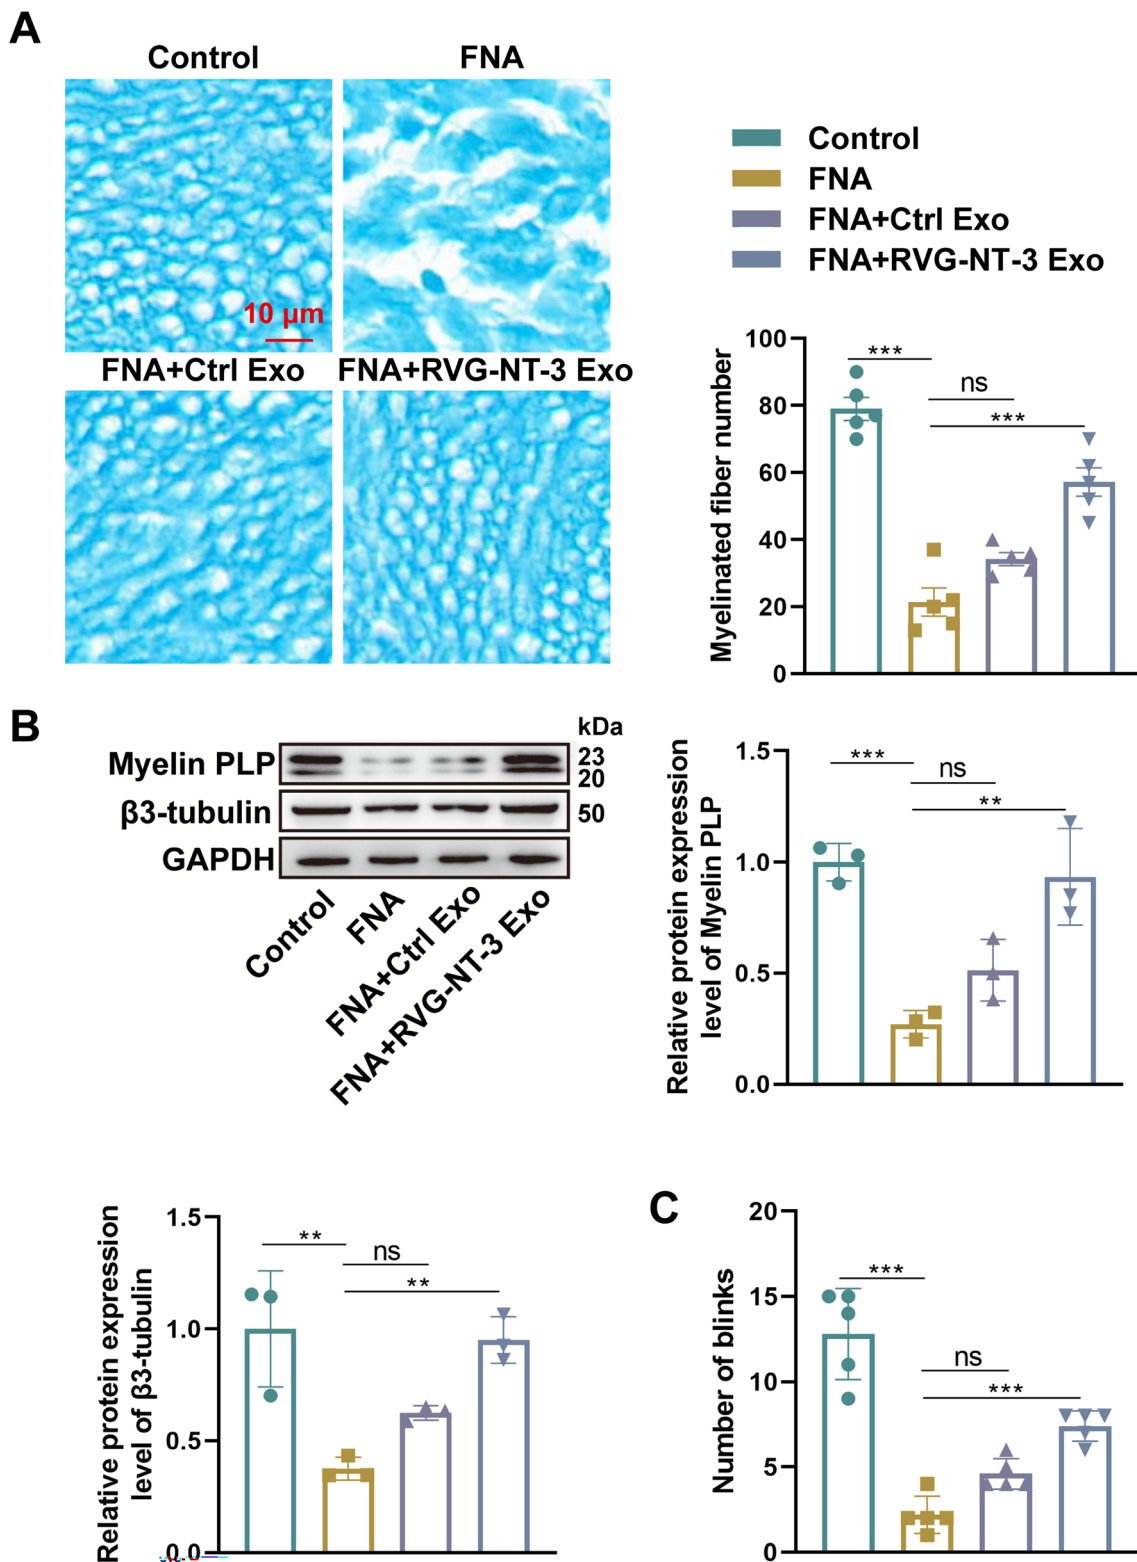 A
Control
FNA
10 μm
FNA+Ctrl Exo
FNA+RVG-NT-3 Exo
Control
FNA
FNA+Ctrl Exo
FNA+RVG-NT-3 Exo
Myelinated fiber number
100
80
60
40
20
0
***
ns
***
B
kDa
Myelin PLP
23
20
β3-tubulin
50
GAPDH
Control
FNA
FNA+Ctrl Exo
FNA+RVG-NT-3 Exo
Relative protein expression
level of Myelin PLP
1.5
1.0
0.5
0.0
***
ns
**
Relative protein expression
level of β3-tubulin
1.5
1.0
0.5
0.0
**
ns
**
C
Number of blinks
20
15
10
5
0
***
ns
***